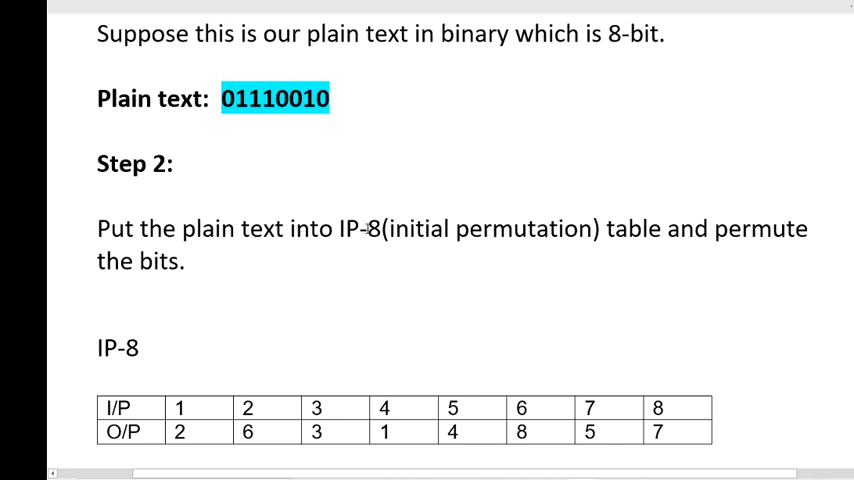 Suppose this is our plain text in binary which is 8-bit.
Plain text: 01110010
Step 2:
Put the plain text into IP-8(initial permutation) table and permute
the bits.
IP-8
I/P 1 2 3 4 5 6 7 8
O/P 2 6 3 1 4 8 5 7